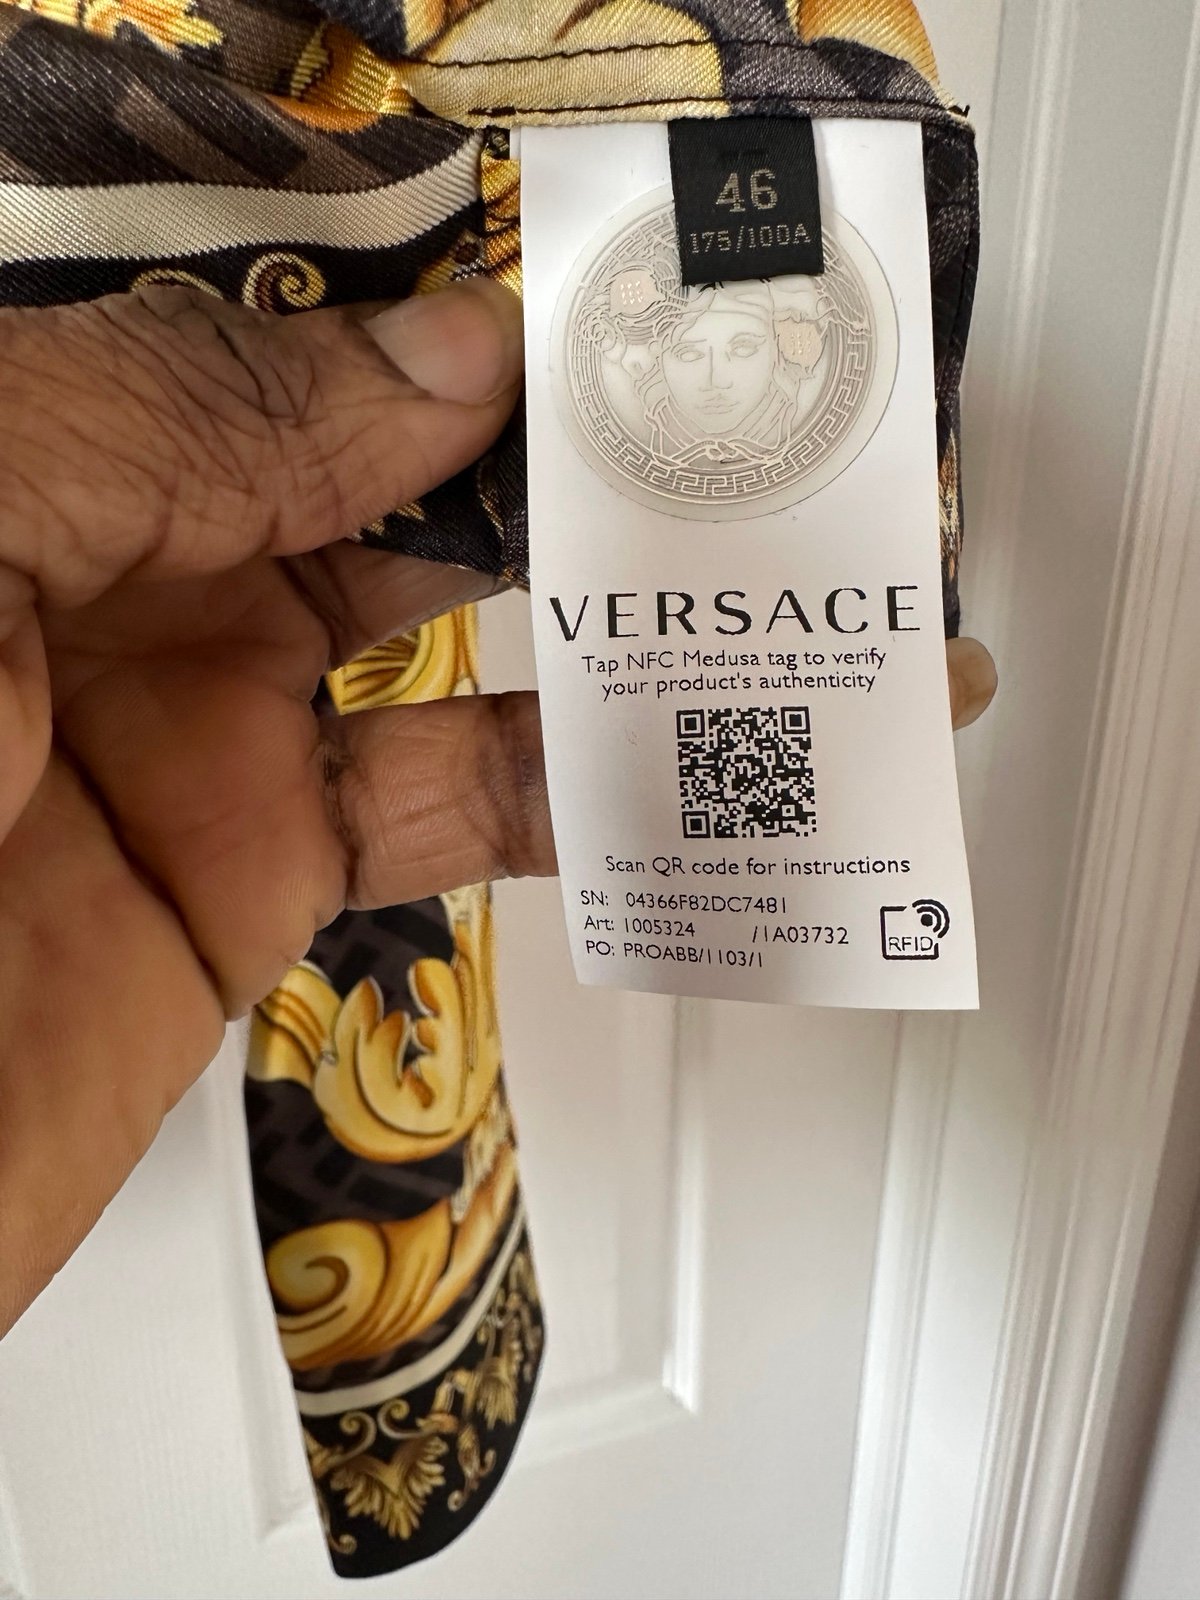 46
175/100A
VERSACE
Tap NFC Medusa tag to verify
your product's authenticity
Scan QR code for instructions
SN: 04366F82DC7481
Art: 1005324 /1A03732
PO: PROABB/1103/1
RFID